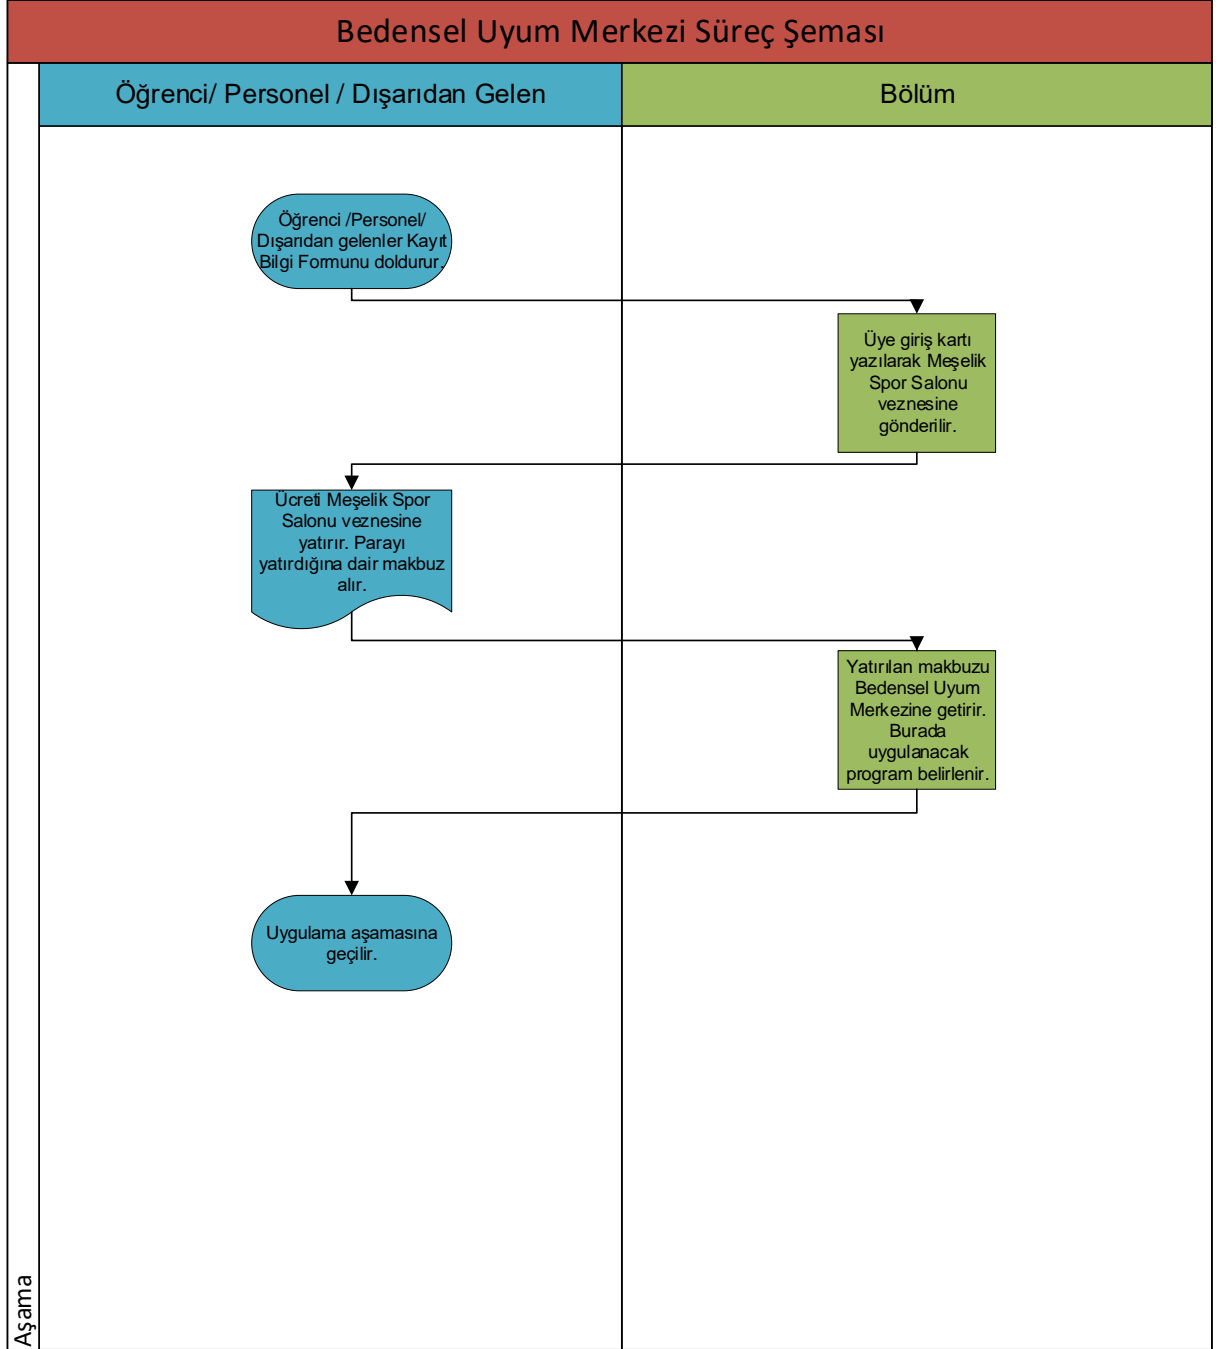 Bedensel Uyum Merkezi Süreç Şeması
Öğrenci/ Personel / Dışarıdan Gelen
Bölüm
Öğrenci /Personel/
Dışarıdan gelenler Kayıt
Bilgi Formunu doldurur.
Üye giriş kartı
yazılarak Meşelik
Spor Salonu
veznesine
gönderilir.
Ücreti Meşelik Spor
Salonu veznesine
yatırır. Parayı
yatırdığına dair makbuz
alır.
Yatırılan makbuzu
Bedensel Uyum
Merkezine getirir.
Burada
uygulanacak
program belirlenir.
Uygulama aşamasına
geçilir.
Aşama